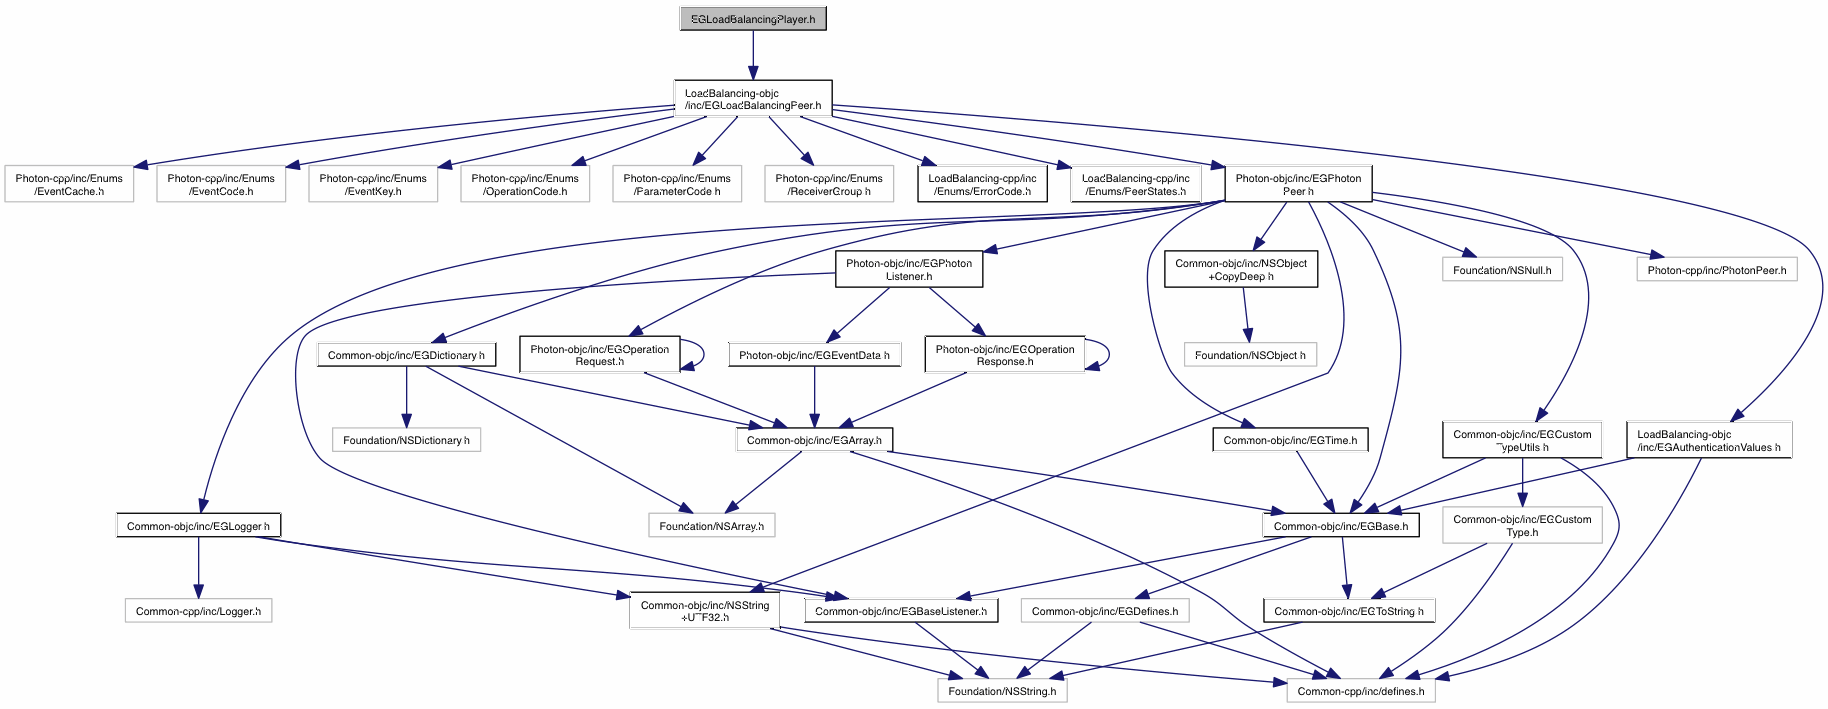 EGLoadBalancingPlayer.h
LoadBalancing-objc
/inc/EGLoadBalancingPeer.h
Photon-cpp/inc/Enums
/EventCache.h
Photon-cpp/inc/Enums
/EventCode.h
Photon-cpp/inc/Enums
/EventKey.h
Photon-cpp/inc/Enums
/OperationCode.h
Photon-cpp/inc/Enums
/ParameterCode.h
Photon-cpp/inc/Enums
/ReceiverGroup.h
LoadBalancing-cpp/inc
/Enums/ErrorCode.h
LoadBalancing-cpp/inc
/Enums/PeerStates.h
Photon-objc/inc/EGPhoton
Peer.h
Photon-objc/inc/EGPhoton
Listener.h
Common-objc/inc/NSObject
+CopyDeep.h
Foundation/NSNull.h
Photon-cpp/inc/PhotonPeer.h
Common-objc/inc/EGDictionary.h
Photon-objc/inc/EGOperation
Request.h
Photon-objc/inc/EGEventData.h
Photon-objc/inc/EGOperation
Response.h
Foundation/NSObject.h
Foundation/NSDictionary.h
Common-objc/inc/EGArray.h
Common-objc/inc/EGTime.h
Common-objc/inc/EGCustom
TypeUtils.h
LoadBalancing-objc
/inc/EGAuthenticationValues.h
Common-objc/inc/EGLogger.h
Foundation/NSArray.h
Common-objc/inc/EGBase.h
Common-objc/inc/EGCustom
Type.h
Common-cpp/inc/Logger.h
Common-objc/inc/NSString
+UTF32.h
Common-objc/inc/EGBaseListener.h
Common-objc/inc/EGDefines.h
Common-objc/inc/EGToString.h
Foundation/NSString.h
Common-cpp/inc/defines.h